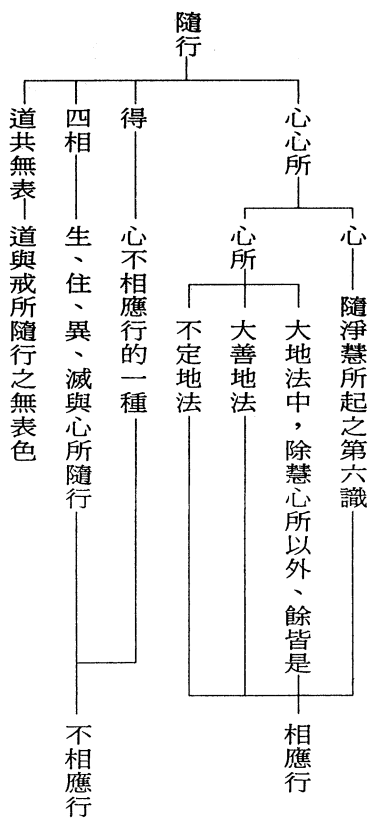 隨行
心心所
心
隨淨慧所起之第六識
心所
大地法中，除慧心所以外、餘皆是
大善地法
不定地法
相應行
得
心不相應行的一種
四相
生、住、異、滅與心所隨行
不相應行
道共無表
道與戒所隨行之無表色